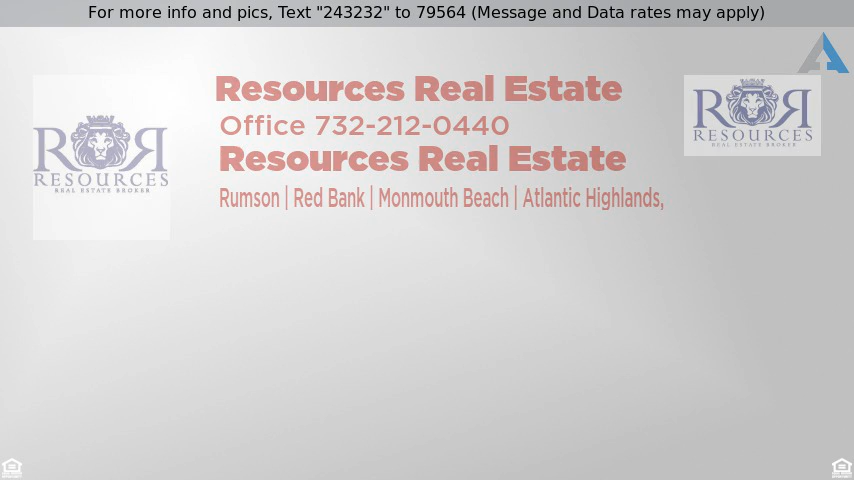 For more info and pics, Text "243232" to 79564 (Message and Data rates may apply)
Resources Real Estate
Office 732-212-0440
Resources Real Estate
Rumson | Red Bank | Monmouth Beach | Atlantic Highlands,
RR
RESOURCES
REAL ESTATE BROKER
RR
RESOURCES
REAL ESTATE BROKER